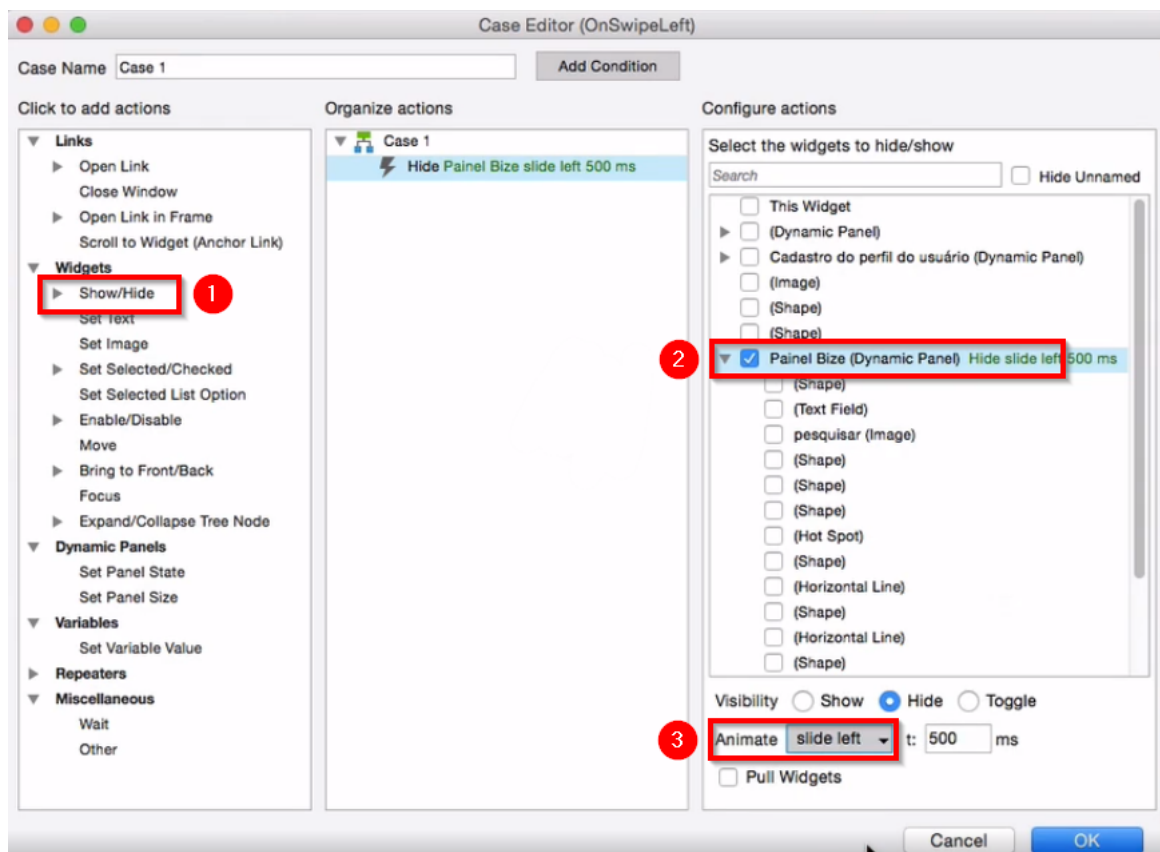 Case Editor (OnSwipeLeft)
Case Name Case 1 Add Condition
Click to add actions
Links
Open Link
Close Window
Open Link in Frame
Scroll to Widget (Anchor Link)
Widgets
Show/Hide 1
Set Text
Set Image
Set Selected/Checked
Set Selected List Option
Enable/Disable
Move
Bring to Front/Back
Focus
Expand/Collapse Tree Node
Dynamic Panels
Set Panel State
Set Panel Size
Variables
Set Variable Value
Repeaters
Miscellaneous
Wait
Other
Organize actions
Case 1
Hide Painel Bize slide left 500 ms
Configure actions
Select the widgets to hide/show
Search Hide Unnamed
This Widget
(Dynamic Panel)
Cadastro do perfil do usuário (Dynamic Panel)
(Image)
(Shape)
(Shape)
2 Painel Bize (Dynamic Panel) Hide slide left 500 ms
(Shape)
(Text Field)
pesquisar (Image)
(Shape)
(Shape)
(Shape)
(Hot Spot)
(Shape)
(Horizontal Line)
(Shape)
(Horizontal Line)
(Shape)
Visibility Show Hide Toggle
3 Animate slide left t: 500 ms
Pull Widgets
Cancel OK